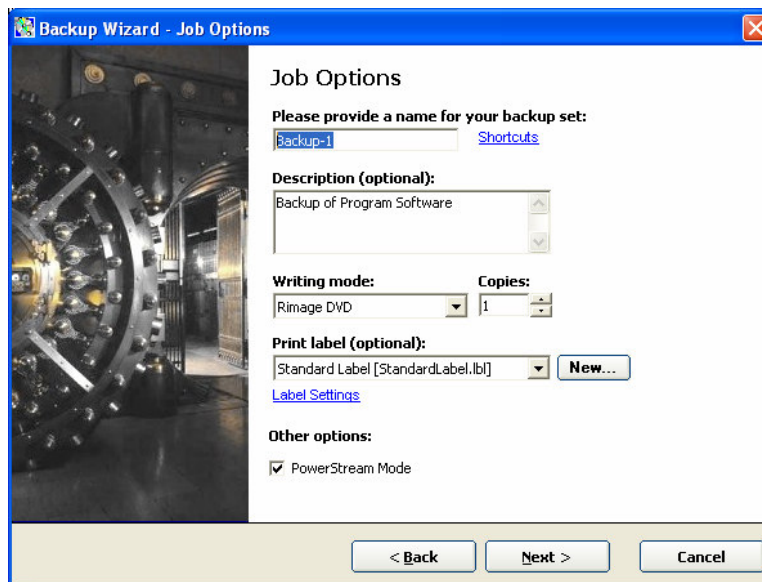 Backup Wizard - Job Options
Job Options
Please provide a name for your backup set:
Backup-1 Shortcuts
Description (optional):
Backup of Program Software
Writing mode: Copies:
Rimage DVD 1
Print label (optional):
Standard Label [StandardLabel.lbl] New...
Label Settings
Other options:
PowerStream Mode
< Back Next > Cancel